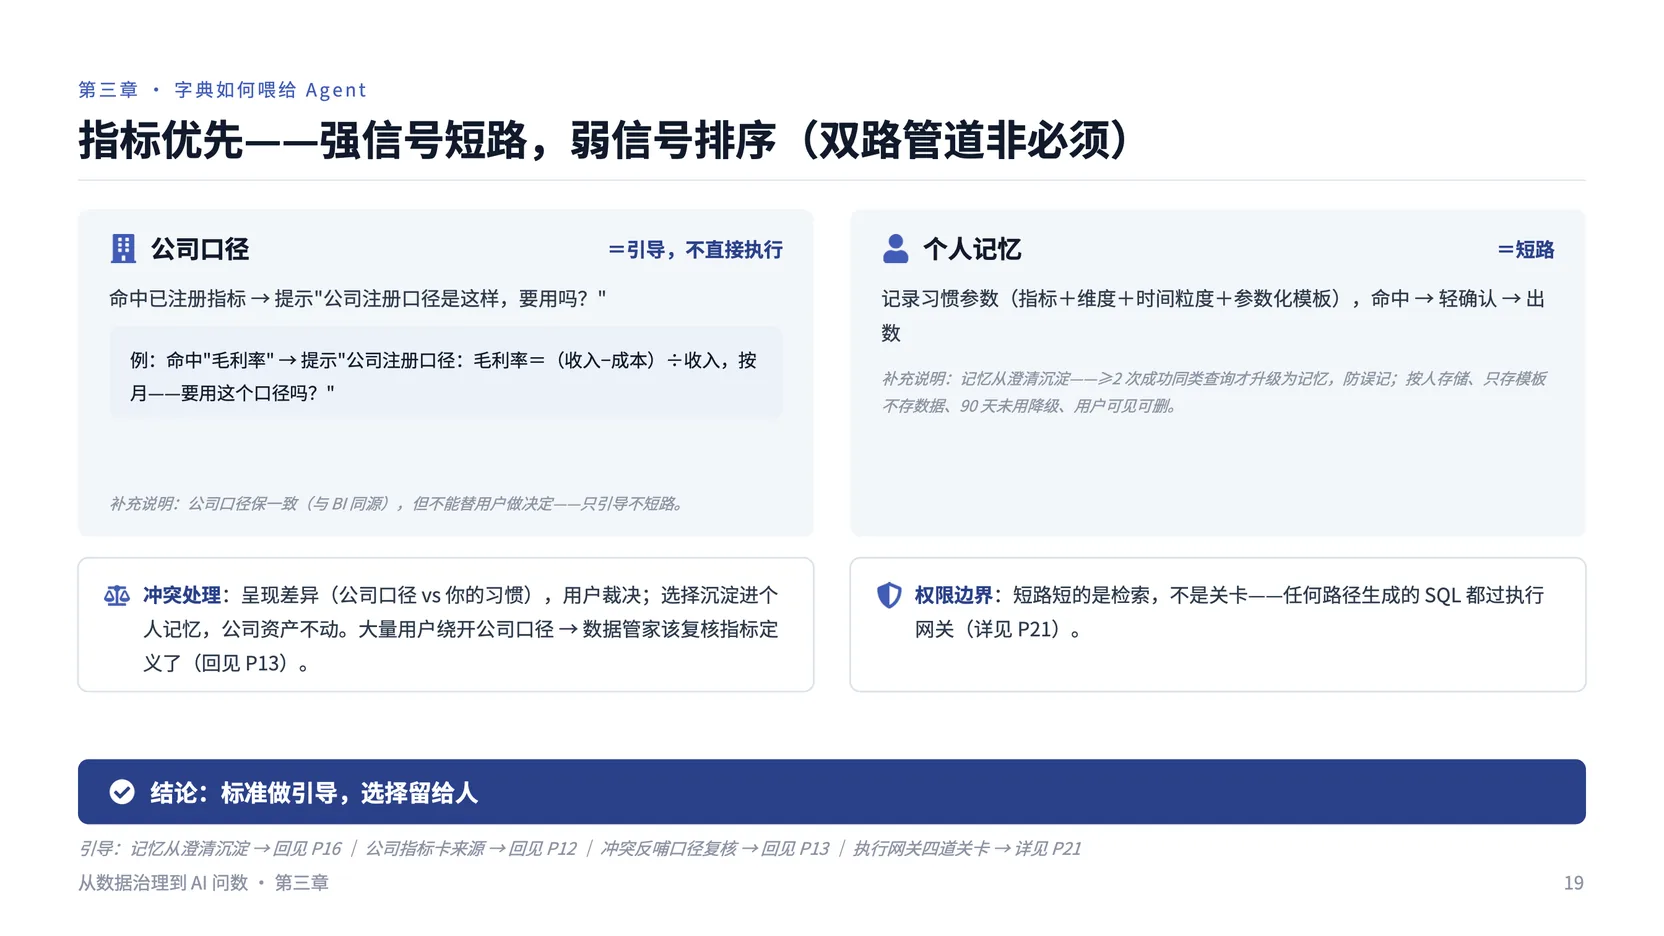 第三章 · 字典如何喂给 Agent
指标优先——强信号短路，弱信号排序（双路管道非必须）
公司口径
＝引导，不直接执行
命中已注册指标 → 提示"公司注册口径是这样，要用吗？"
例：命中"毛利率" → 提示"公司注册口径：毛利率＝（收入−成本）÷收入，按
月——要用这个口径吗？"
补充说明：公司口径保一致（与 BI 同源），但不能替用户做决定——只引导不短路。
个人记忆
＝短路
记录习惯参数（指标＋维度＋时间粒度＋参数化模板），命中 → 轻确认 → 出
数
补充说明：记忆从澄清沉淀——≥2 次成功同类查询才升级为记忆，防误记；按人存储、只存模板
不存数据、90 天未用降级、用户可见可删。
冲突处理：呈现差异（公司口径 vs 你的习惯），用户裁决；选择沉淀进个
人记忆，公司资产不动。大量用户绕开公司口径 → 数据管家该复核指标定
义了（回见 P13）。
权限边界：短路短的是检索，不是关卡——任何路径生成的 SQL 都过执行
网关（详见 P21）。
结论：标准做引导，选择留给人
引导：记忆从澄清沉淀 → 回见 P16 ｜ 公司指标卡来源 → 回见 P12 ｜ 冲突反哺口径复核 → 回见 P13 ｜ 执行网关四道关卡 → 详见 P21
从数据治理到 AI 问数 · 第三章
19